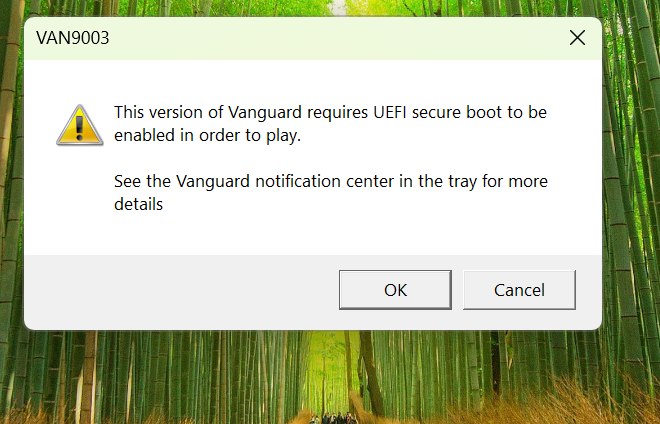 VAN9003
This version of Vanguard requires UEFI secure boot to be
enabled in order to play.
See the Vanguard notification center in the tray for more
details
OK
Cancel